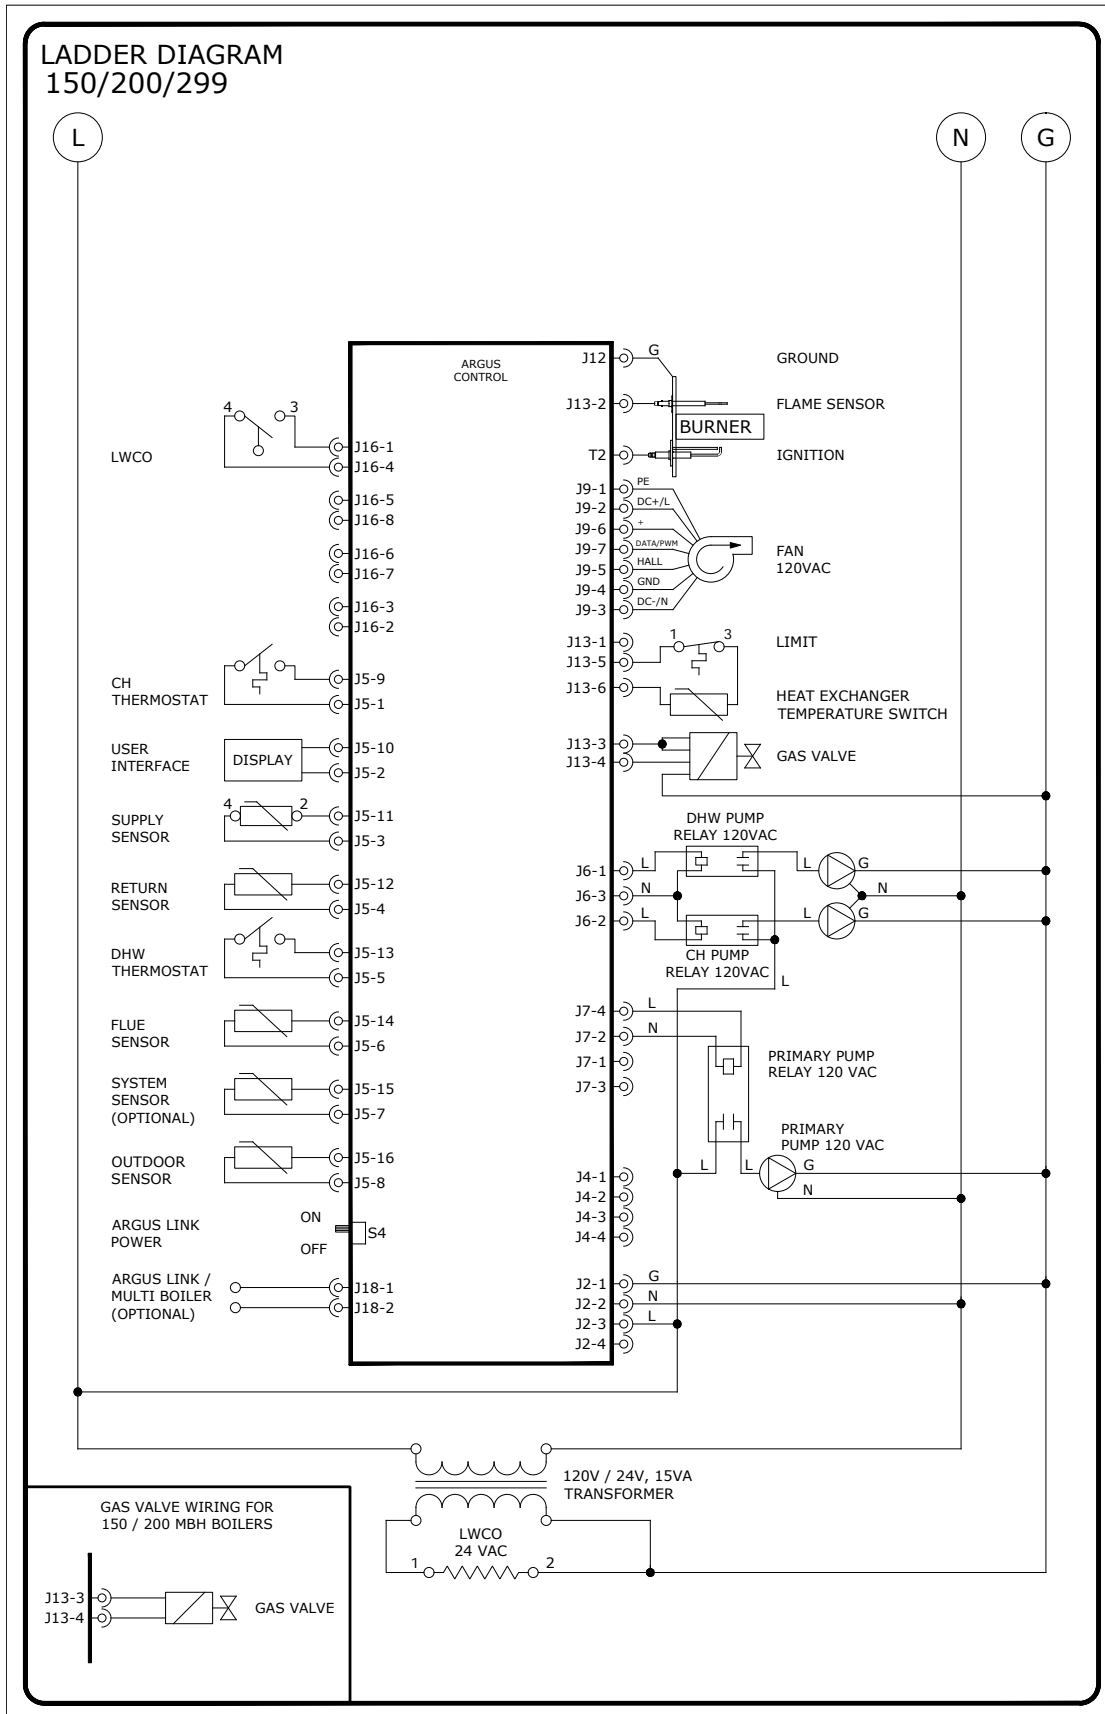 LADDER DIAGRAM
150/200/299
L
N
G
ARGUS
CONTROL
LWCO
4
3
J16-1
J16-4
J16-5
J16-8
J16-6
J16-7
J16-3
J16-2
CH
THERMOSTAT
J5-9
J5-1
USER
INTERFACE
DISPLAY
J5-10
J5-2
SUPPLY
SENSOR
4
2
J5-11
J5-3
RETURN
SENSOR
J5-12
J5-4
DHW
THERMOSTAT
J5-13
J5-5
FLUE
SENSOR
J5-14
J5-6
SYSTEM
SENSOR
(OPTIONAL)
J5-15
J5-7
OUTDOOR
SENSOR
J5-16
J5-8
ARGUS LINK
POWER
ON
OFF
S4
ARGUS LINK /
MULTI BOILER
(OPTIONAL)
J18-1
J18-2
J12
G
GROUND
J13-2
FLAME SENSOR
BURNER
T2
IGNITION
J9-1
PE
J9-2
DC+/L
J9-6
+
J9-7
DATA/PWM
J9-5
HALL
J9-4
GND
J9-3
DC-/N
FAN
120VAC
J13-1
J13-5
J13-6
1
3
LIMIT
HEAT EXCHANGER
TEMPERATURE SWITCH
J13-3
J13-4
GAS VALVE
DHW PUMP
RELAY 120VAC
J6-1
L
L
G
J6-3
N
N
J6-2
L
L
G
CH PUMP
RELAY 120VAC
L
J7-4
L
J7-2
N
J7-1
J7-3
PRIMARY PUMP
RELAY 120 VAC
PRIMARY
PUMP 120 VAC
L
L
G
N
J4-1
J4-2
J4-3
J4-4
J2-1
G
J2-2
N
J2-3
L
J2-4
120V / 24V, 15VA
TRANSFORMER
LWCO
24 VAC
1
2
GAS VALVE WIRING FOR
150 / 200 MBH BOILERS
J13-3
J13-4
GAS VALVE